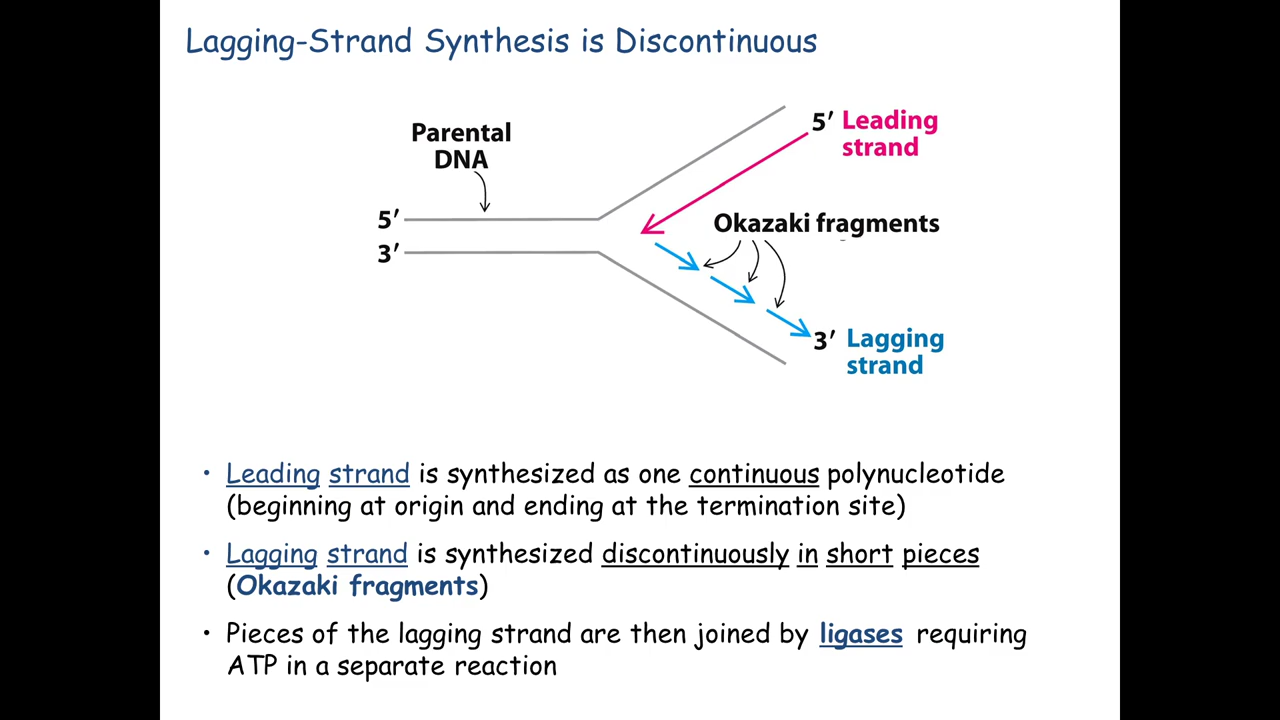 Lagging-Strand Synthesis is Discontinuous
Parental
DNA
5′ Leading
strand
5′
3′
Okazaki fragments
3′ Lagging
strand
• Leading strand is synthesized as one continuous polynucleotide
(beginning at origin and ending at the termination site)
• Lagging strand is synthesized discontinuously in short pieces
(Okazaki fragments)
• Pieces of the lagging strand are then joined by ligases requiring
ATP in a separate reaction